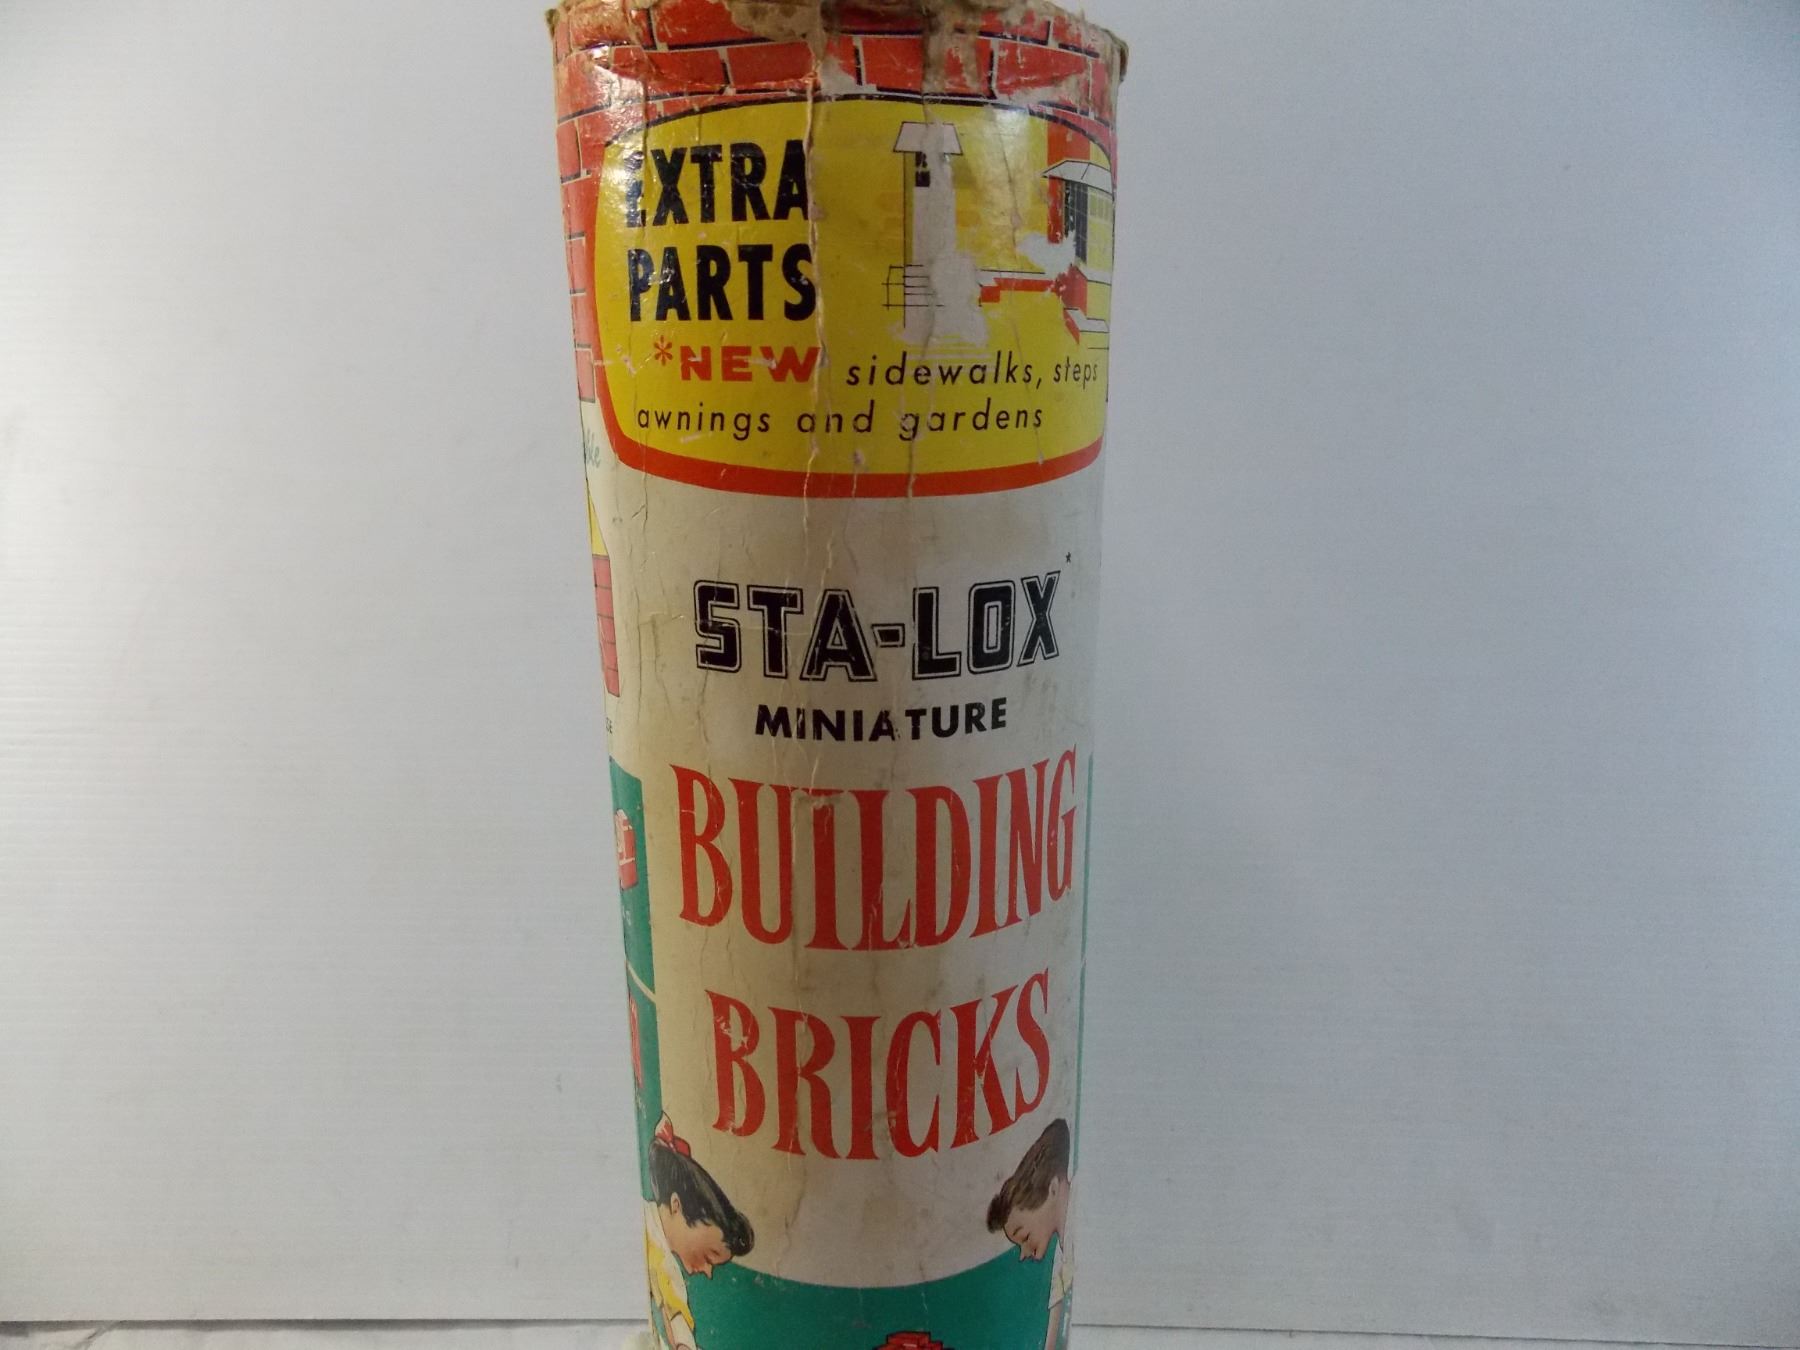 EXTRA
PARTS
*NEW sidewalks, steps
awnings and gardens
STA-LOX*
MINIATURE
BUILDING
BRICKS